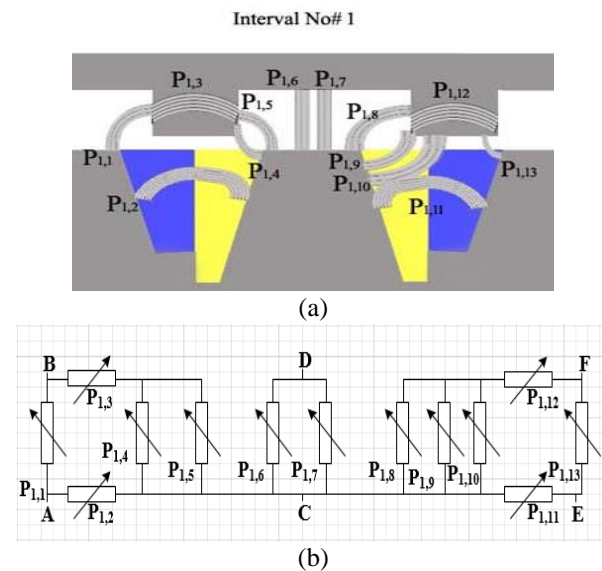 Interval No# 1
P1,3
P1,6
P1,7
P1,12
P1,5
P1,8
P1,1
P1,4
P1,9
P1,13
P1,2
P1,10
P1,11
(a)
B
D
F
P1,3
P1,12
P1,4
P1,5
P1,6
P1,7
P1,8
P1,9
P1,10
P1,13
P1,1
P1,2
P1,11
A
C
E
(b)